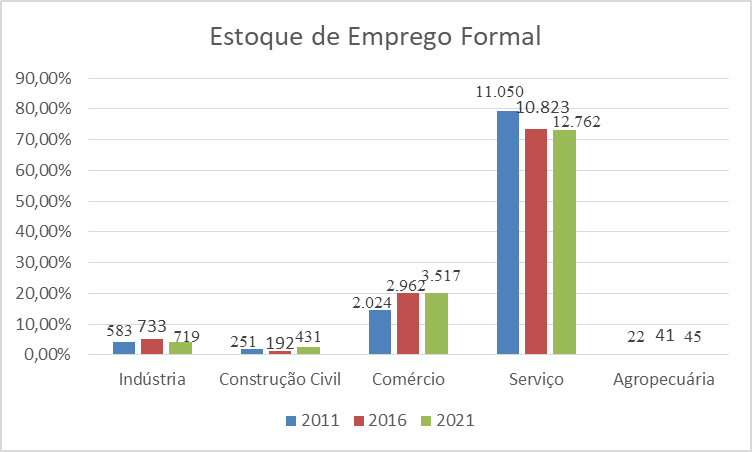 Estoque de Emprego Formal
90,00%
80,00%
70,00%
60,00%
50,00%
40,00%
30,00%
20,00%
10,00%
0,00%
583 733 719
251 192 431
2.024 2.962 3.517
11.050 10.823 12.762
22 41 45
Indústria Construção Civil Comércio Serviço Agropecuária
2011 2016 2021